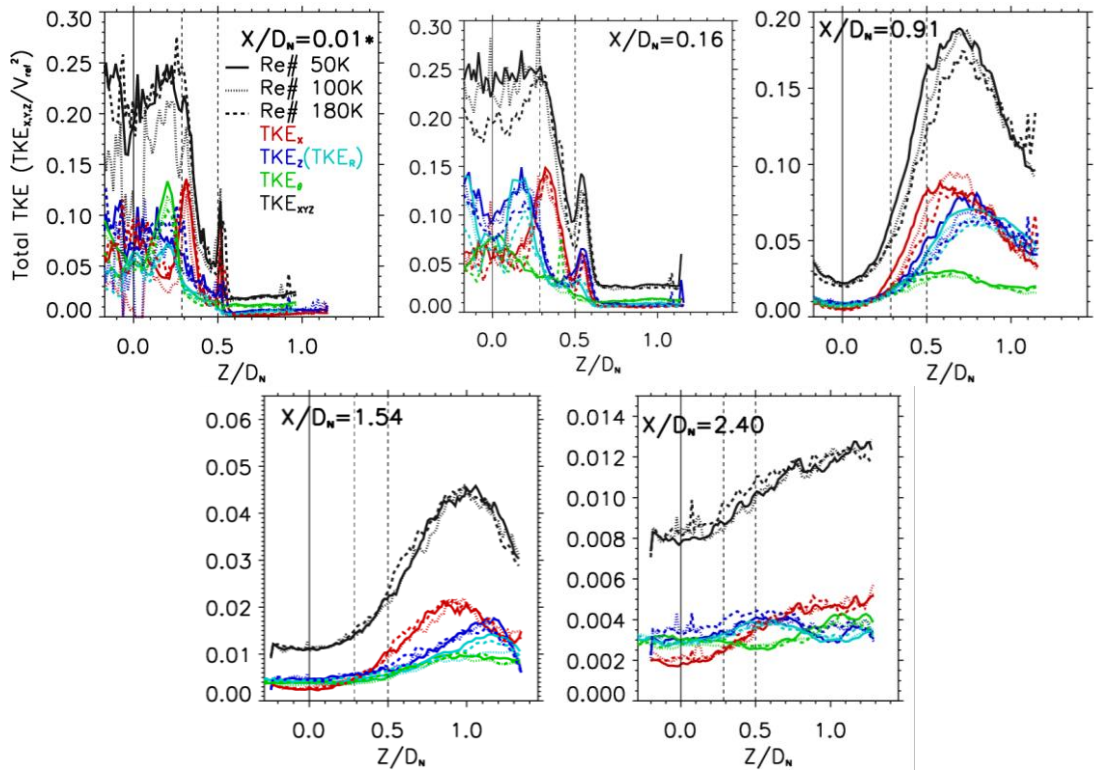 Total TKE (TKE_X,Y,Z/V_ref²)
0.30
0.25
0.20
0.15
0.10
0.05
0.00
X/D_N=0.01*
Re# 50K
Re# 100K
Re# 180K
TKE_X
TKE_Z(TKE_R)
TKE_θ
TKE_XYZ
0.0 0.5 1.0
Z/D_N
0.30
0.25
0.20
0.15
0.10
0.05
0.00
X/D_N=0.16
0.0 0.5 1.0
Z/D_N
0.20
0.15
0.10
0.05
0.00
X/D_N=0.91
0.0 0.5 1.0
Z/D_N
0.06
0.05
0.04
0.03
0.02
0.01
0.00
X/D_N=1.54
0.0 0.5 1.0
Z/D_N
0.014
0.012
0.010
0.008
0.006
0.004
0.002
0.000
X/D_N=2.40
0.0 0.5 1.0
Z/D_N